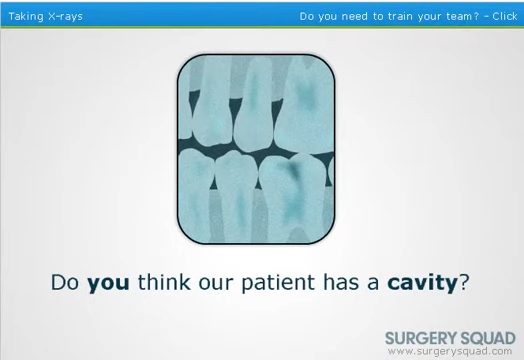 Taking X-rays
Do you need to train your team? – Click
Do you think our patient has a cavity?
SURGERY SQUAD
www.surgerysquad.com